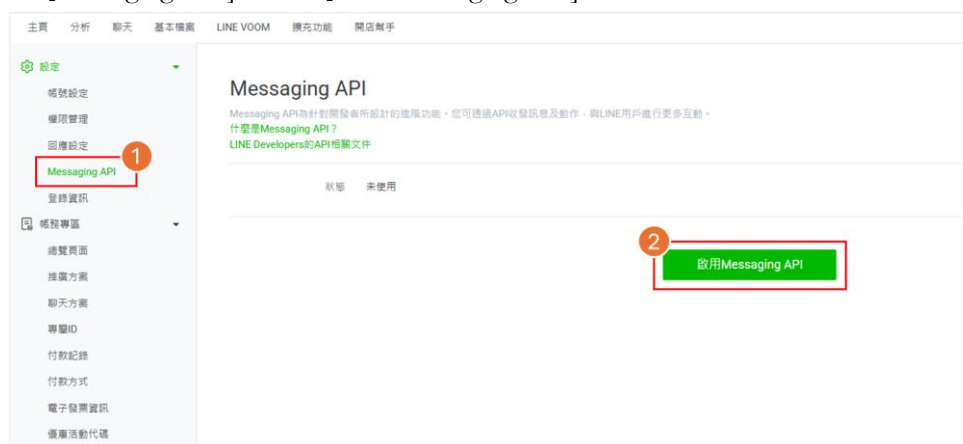 主頁 分析 聊天 基本檔案 LINE VOOM 擴充功能 開店幫手
設定
帳號設定
權限管理
回應設定
1
Messaging API
登錄資訊
帳務專區
總覽頁面
推廣方案
聊天方案
專屬ID
付款記錄
付款方式
電子發票資訊
優惠活動代碼
Messaging API
Messaging API為針對開發者所設計的進階功能。您可透過API收發訊息及動作,與LINE用戶進行更多互動。
什麼是Messaging API?
LINE Developers的API相關文件
狀態 未使用
2
啟用Messaging API